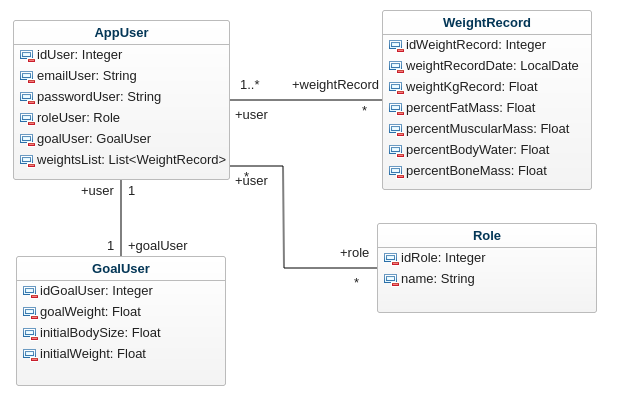 AppUser
idUser: Integer
emailUser: String
passwordUser: String
roleUser: Role
goalUser: GoalUser
weightsList: List<WeightRecord>
1..*
+weightRecord
+user
*
WeightRecord
idWeightRecord: Integer
weightRecordDate: LocalDate
weightKgRecord: Float
percentFatMass: Float
percentMuscularMass: Float
percentBodyWater: Float
percentBoneMass: Float
*
+user
+user
1
1
+goalUser
+role
*
Role
idRole: Integer
name: String
GoalUser
idGoalUser: Integer
goalWeight: Float
initialBodySize: Float
initialWeight: Float